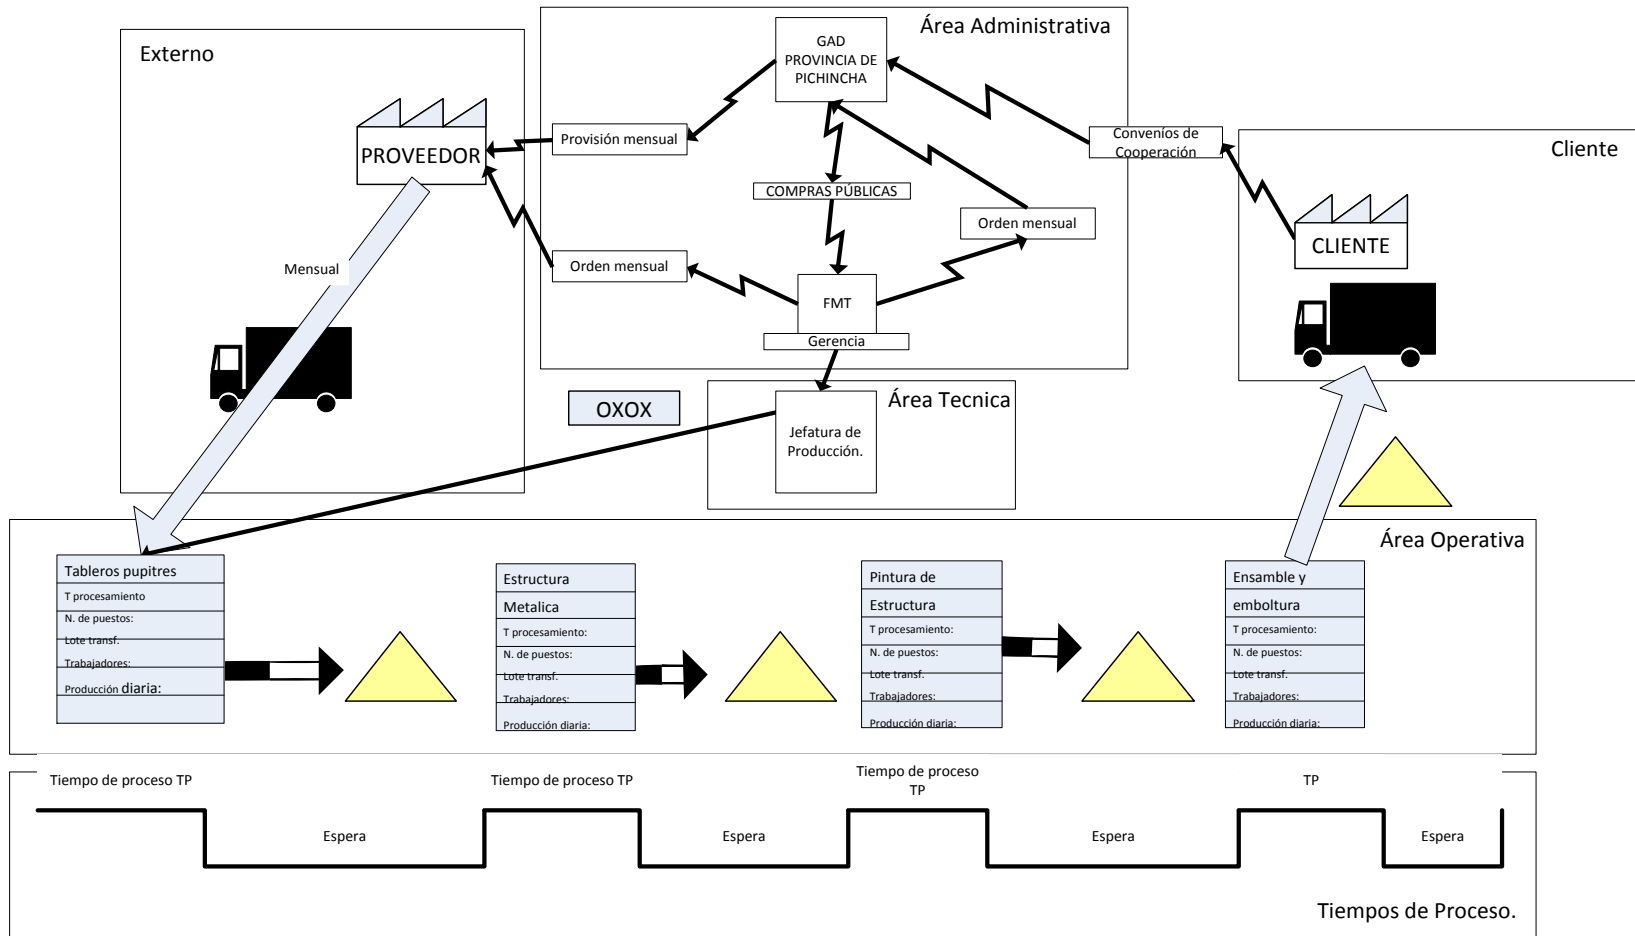 Externo
PROVEEDOR
Mensual
Área Administrativa
GAD
PROVINCIA DE
PICHINCHA
Provisión mensual
Convenios de
Cooperación
COMPRAS PÚBLICAS
Orden mensual
Orden mensual
FMT
Gerencia
Cliente
CLIENTE
OXOX
Área Tecnica
Jefatura de
Producción.
Área Operativa
Tableros pupitres
T procesamiento
N. de puestos:
Lote transf.
Trabajadores:
Producción diaria:
Estructura
Metalica
T procesamiento:
N. de puestos:
Lote transf.
Trabajadores:
Producción diaria:
Pintura de
Estructura
T procesamiento:
N. de puestos:
Lote transf.
Trabajadores:
Producción diaria:
Ensamble y
emboltura
T procesamiento:
N. de puestos:
Lote transf.
Trabajadores:
Producción diaria:
Tiempo de proceso TP
Tiempo de proceso TP
Tiempo de proceso
TP
TP
Espera
Espera
Espera
Espera
Tiempos de Proceso.